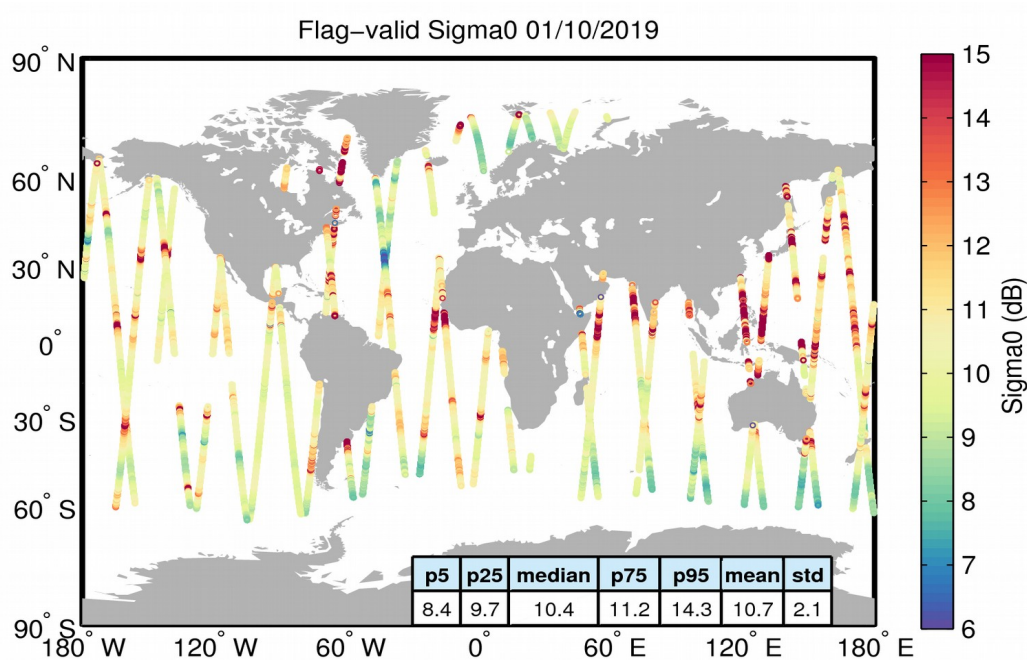 Flag−valid Sigma0 01/10/2019
90° N
60° N
30° N
0°
30° S
60° S
90° S
180° W
120° W
60° W
0°
60° E
120° E
180° E
15
14
13
12
11
10
9
8
7
6
Sigma0 (dB)
p5 p25 median p75 p95 mean std
8.4 9.7 10.4 11.2 14.3 10.7 2.1